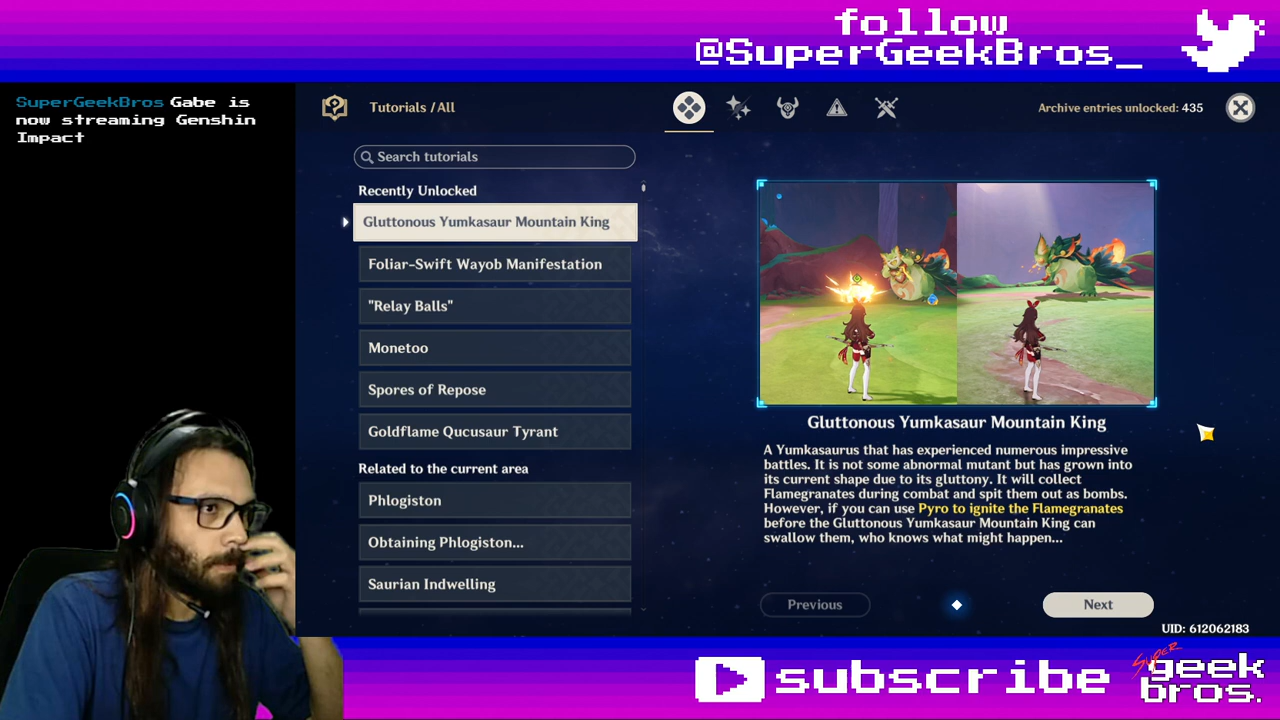 follow
@SuperGeekBros_
SuperGeekBros Gabe is
now streaming Genshin
Impact
Tutorials / All
Archive entries unlocked: 435
Search tutorials
Recently Unlocked
Gluttonous Yumkasaur Mountain King
Foliar-Swift Wayob Manifestation
"Relay Balls"
Monetoo
Spores of Repose
Goldflame Qucusaur Tyrant
Related to the current area
Phlogiston
Obtaining Phlogiston...
Saurian Indwelling
Gluttonous Yumkasaur Mountain King
A Yumkasaurus that has experienced numerous impressive
battles. It is not some abnormal mutant but has grown into
its current shape due to its gluttony. It will collect
Flamegranates during combat and spit them out as bombs.
However, if you can use Pyro to ignite the Flamegranates
before the Gluttonous Yumkasaur Mountain King can
swallow them, who knows what might happen...
Previous
Next
UID: 612062183
subscribe
SUPER
geek
bros.